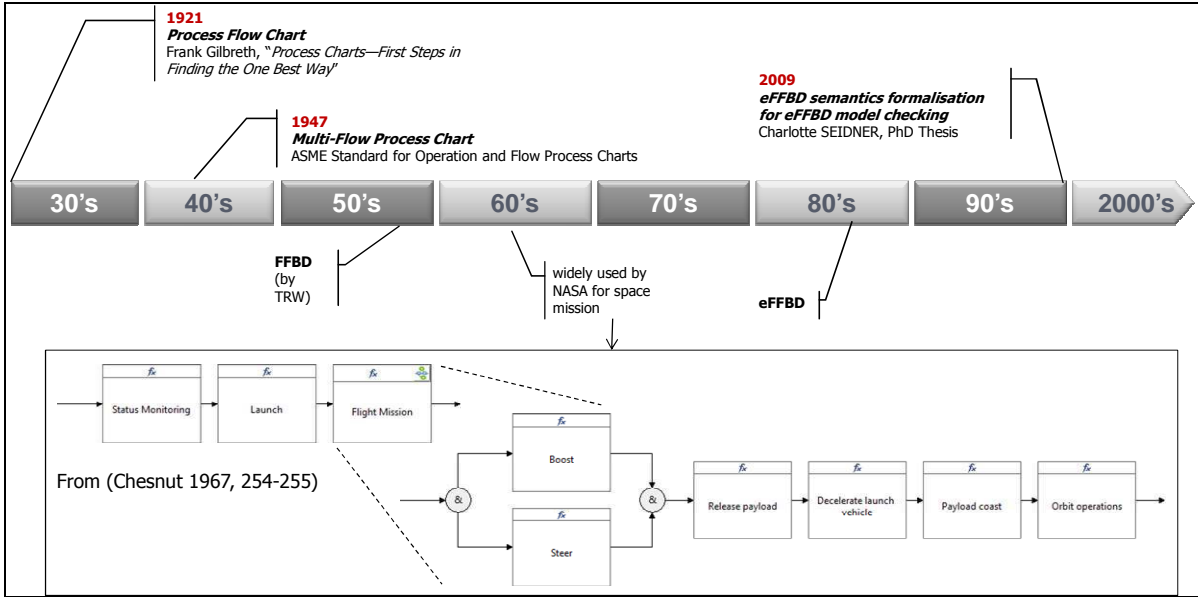 1921
Process Flow Chart
Frank Gilbreth, “Process Charts—First Steps in
Finding the One Best Way”
1947
Multi-Flow Process Chart
ASME Standard for Operation and Flow Process Charts
2009
eFFBD semantics formalisation
for eFFBD model checking
Charlotte SEIDNER, PhD Thesis
30’s
40’s
50’s
60’s
70’s
80’s
90’s
2000’s
FFBD
(by
TRW)
widely used by
NASA for space
mission
eFFBD
fx
Status Monitoring
fx
Launch
fx
Flight Mission
From (Chesnut 1967, 254-255)
&
fx
Boost
fx
Steer
&
fx
Release payload
fx
Decelerate launch
vehicle
fx
Payload coast
fx
Orbit operations